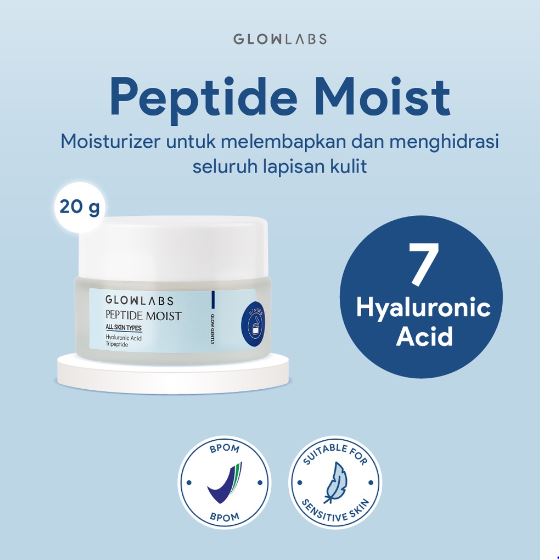 GLOWLABS
Peptide Moist
Moisturizer untuk melembapkan dan menghidrasi
seluruh lapisan kulit
20 g
GLOWLABS
PEPTIDE MOIST
ALL SKIN TYPES
Hyaluronic Acid
Tripeptide
7
Hyaluronic
Acid
BPOM
BPOM
SUITABLE FOR
SENSITIVE SKIN